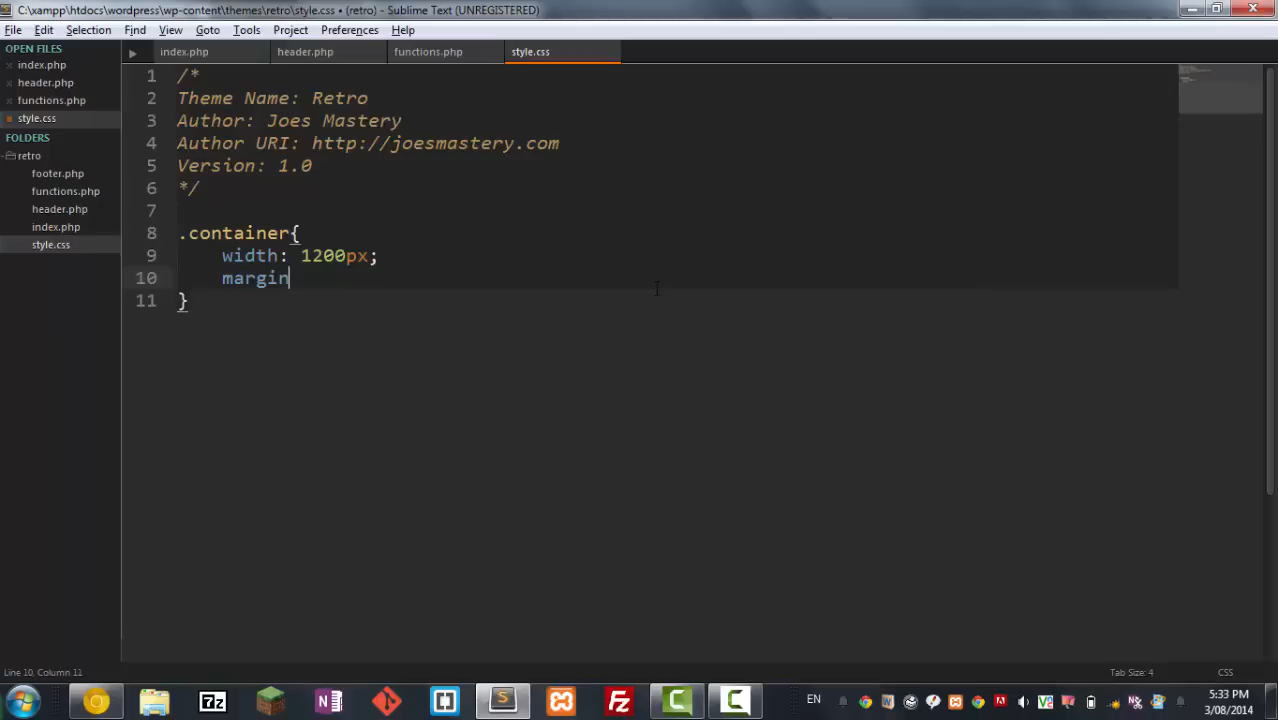 C:\xampp\htdocs\wordpress\wp-content\themes\retro\style.css • (retro) - Sublime Text (UNREGISTERED)
File Edit Selection Find View Goto Tools Project Preferences Help
OPEN FILES
index.php
header.php
functions.php
style.css
FOLDERS
retro
footer.php
functions.php
header.php
index.php
style.css
index.php header.php functions.php style.css
1 /*
2 Theme Name: Retro
3 Author: Joes Mastery
4 Author URI: http://joesmastery.com
5 Version: 1.0
6 */
7
8 .container{
9 width: 1200px;
10 margin
11 }
Line 10, Column 11 Tab Size: 4 CSS
7z N S Fz C C EN 5:33 PM
3/08/2014